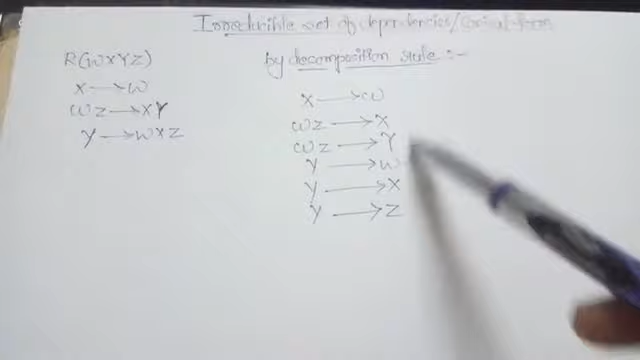 Irreducible set of dependencies/Canonical form
R(WXYZ)
X → W
WZ → XY
Y → WXZ
by decomposition rule :-
X → W
WZ → X
WZ → Y
Y → W
Y → X
Y → Z